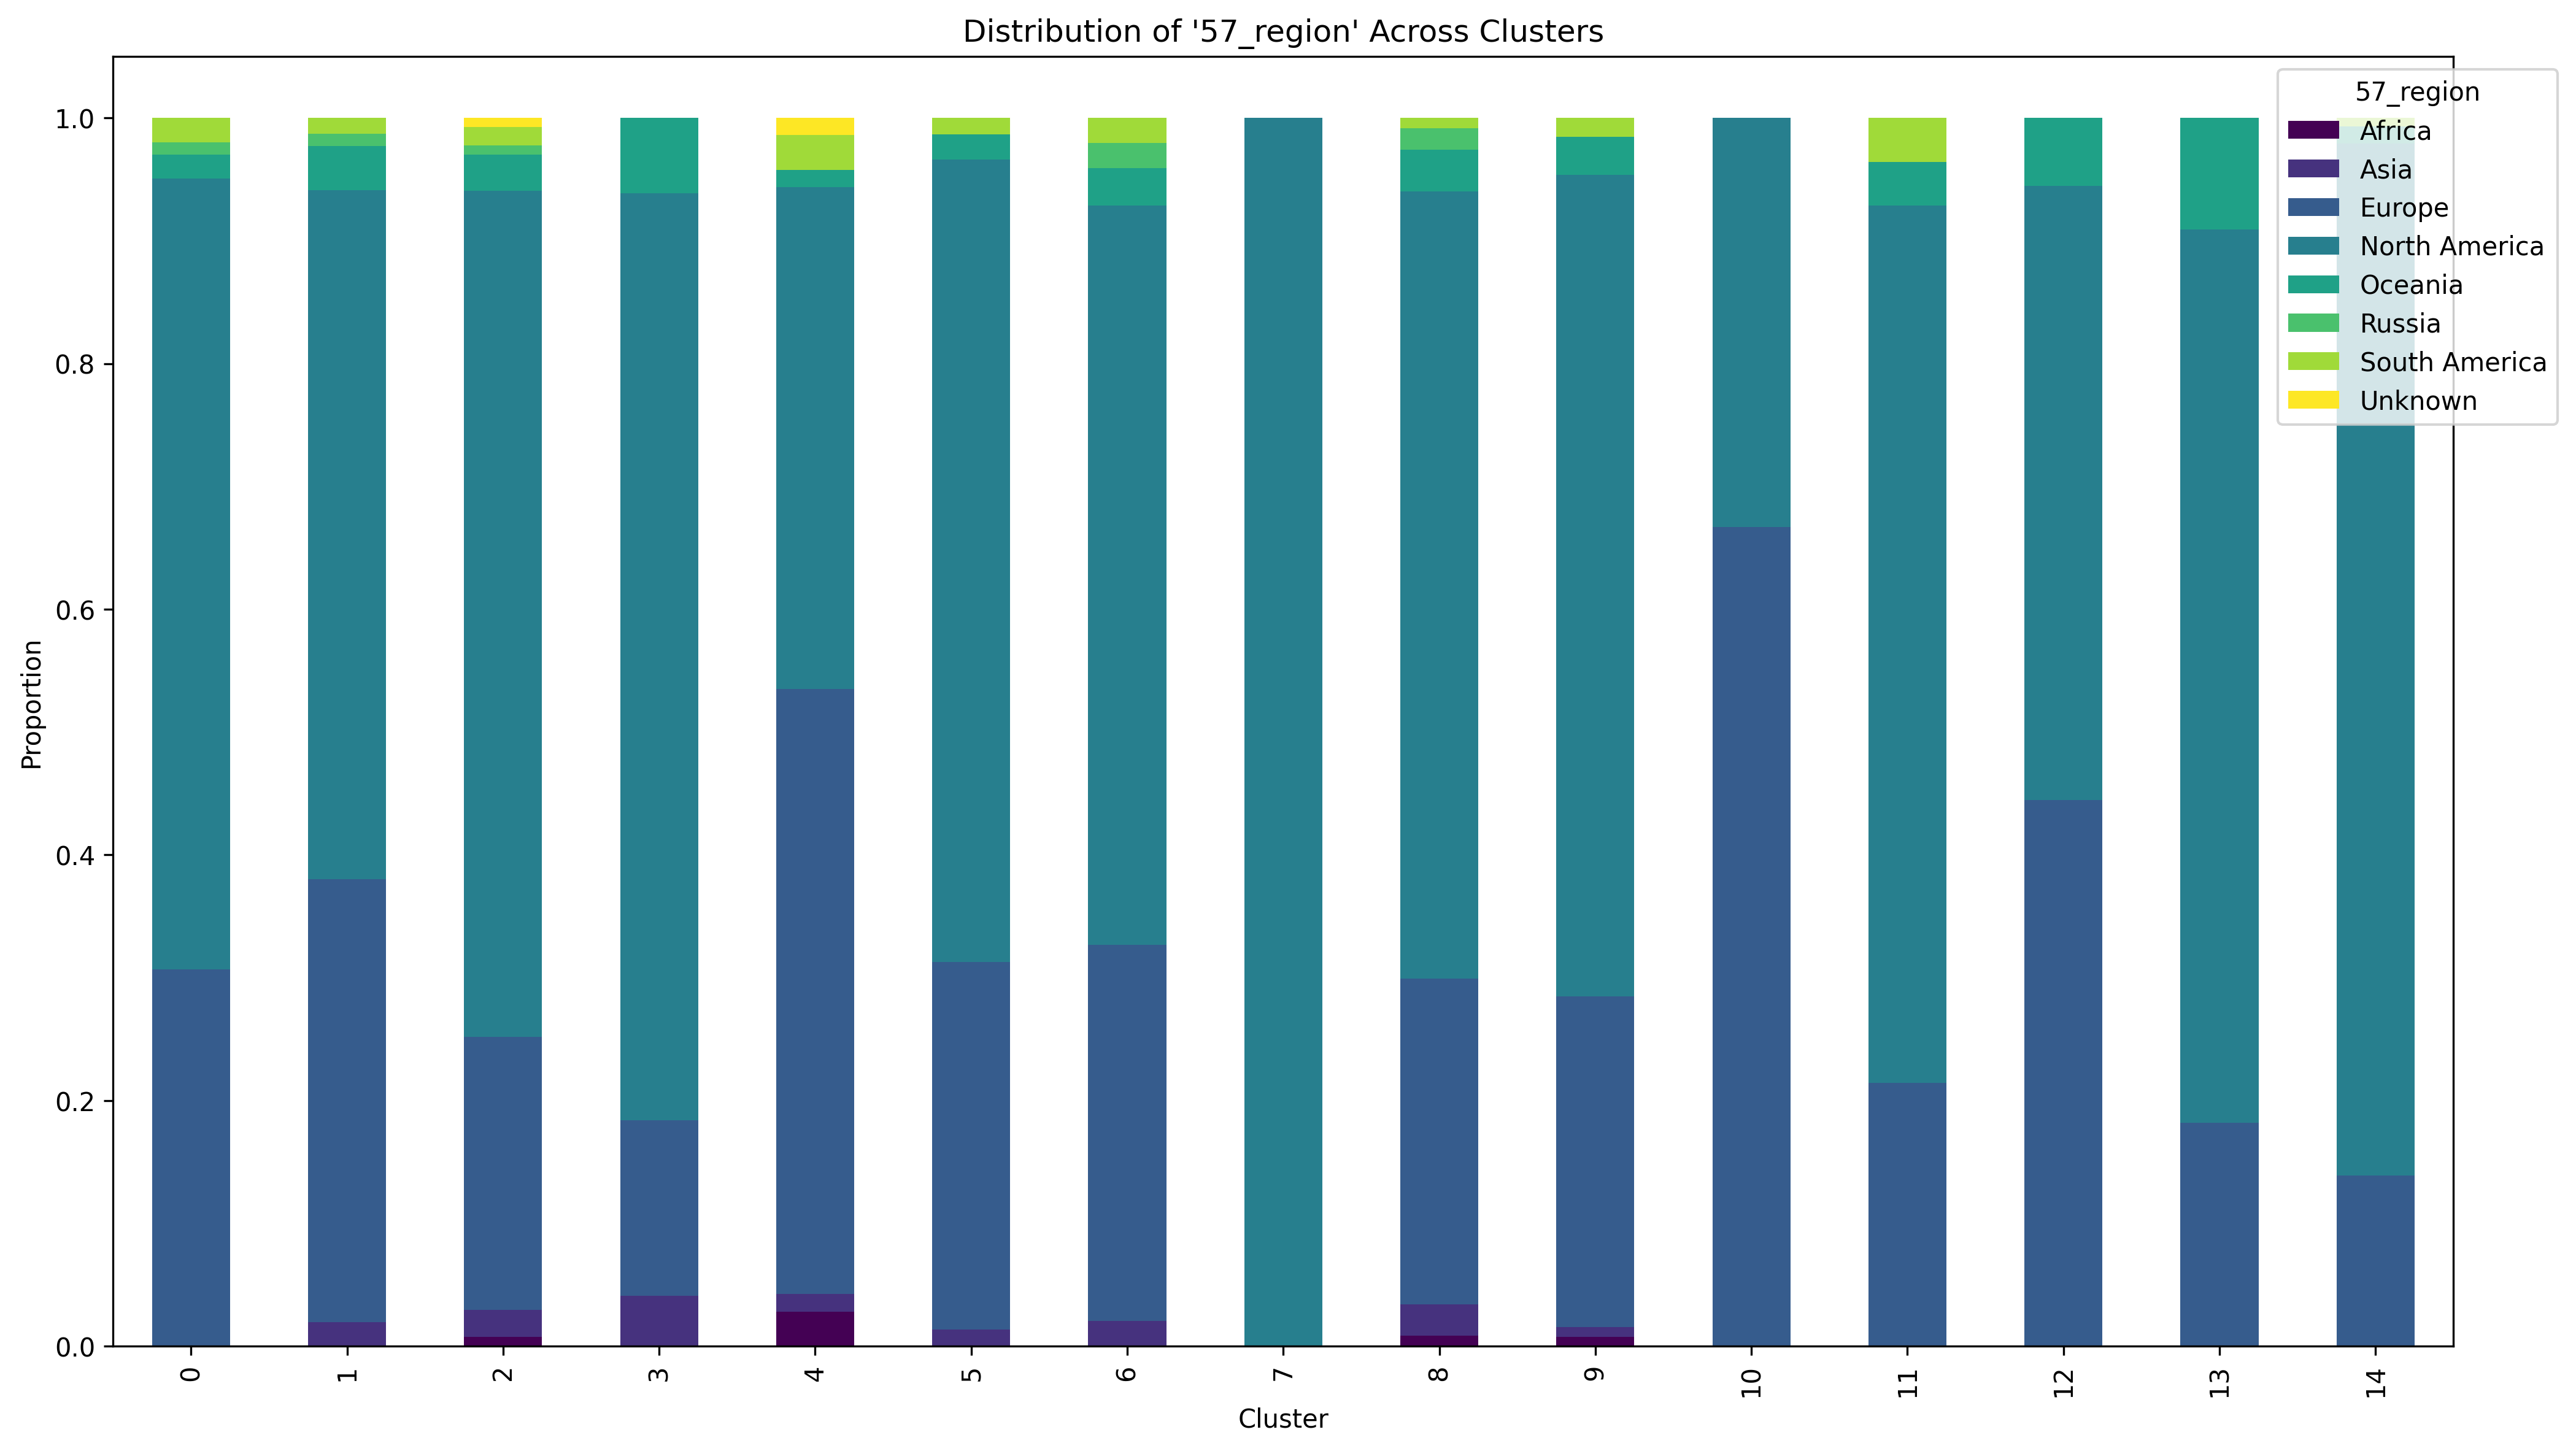 Distribution of '57_region' Across Clusters
57_region
Africa
Asia
Europe
North America
Oceania
Russia
South America
Unknown
1.0
0.8
0.6
0.4
0.2
0.0
Proportion
0 1 2 3 4 5 6 7 8 9 10 11 12 13 14
Cluster